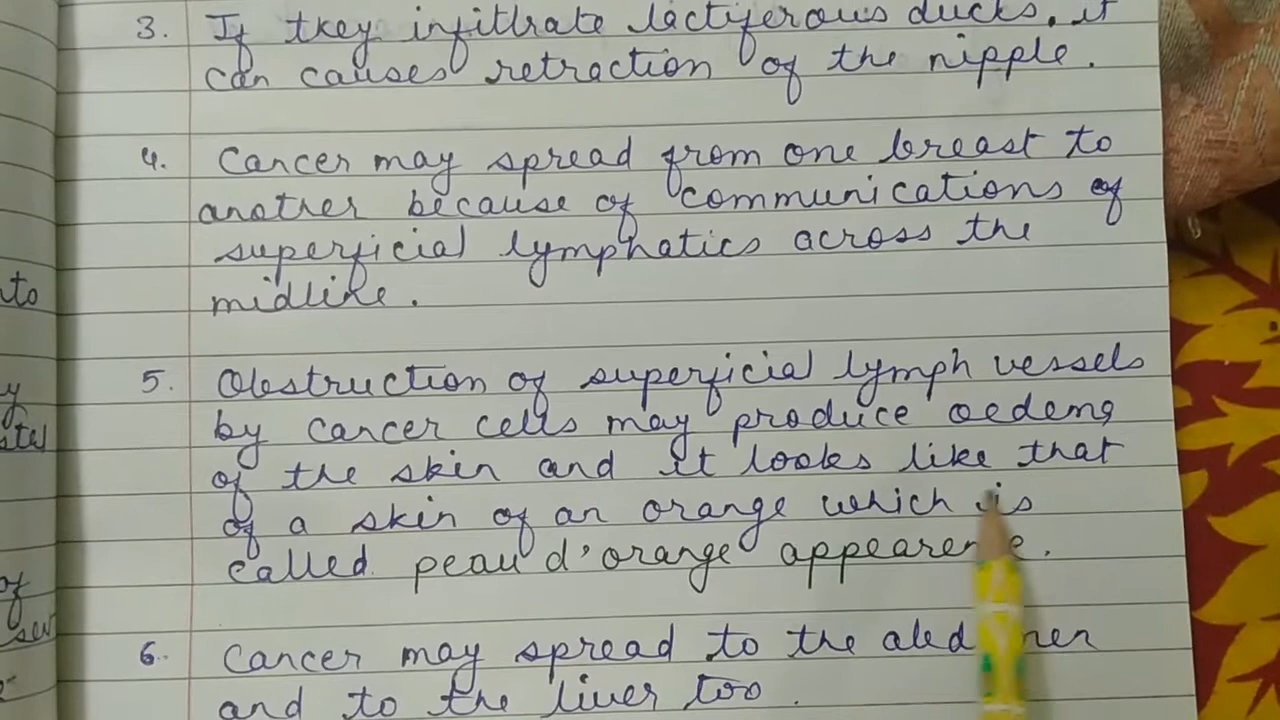 3. If they infiltrate lactiferous ducks, it
can causes retraction of the nipple.
4. Cancer may spread from one breast to
another because of communications of
superficial lymphatics across the
midline.
5. Obstruction of superficial lymph vessels
by cancer cells may produce oedema
of the skin and it looks like that
of a skin of an orange which is
called peau d'orange
6. Cancer may spread to the
and to the liver too.
to
y
of